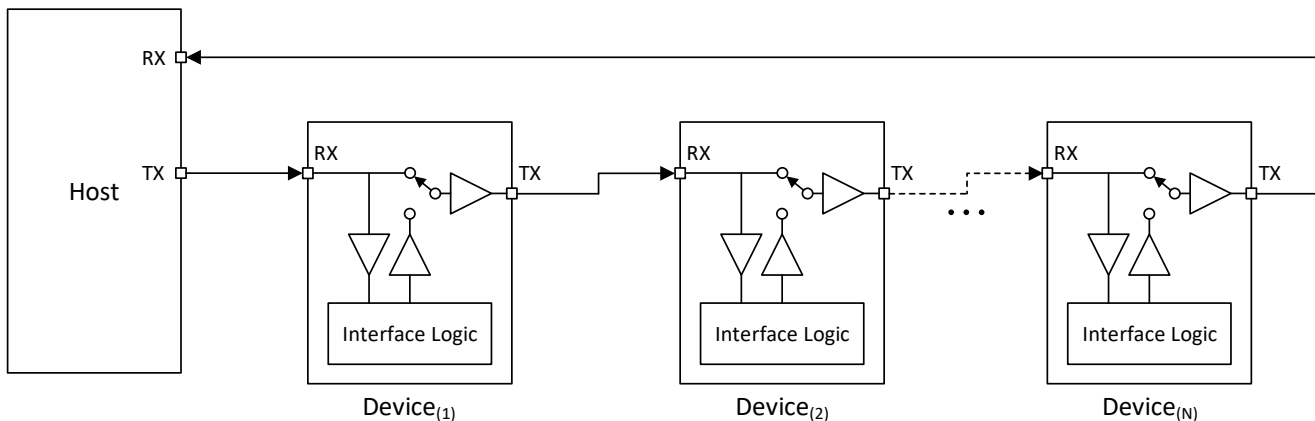 RX
TX
Host
RX
TX
Interface Logic
Device(1)
RX
TX
Interface Logic
Device(2)
...
RX
TX
Interface Logic
Device(N)